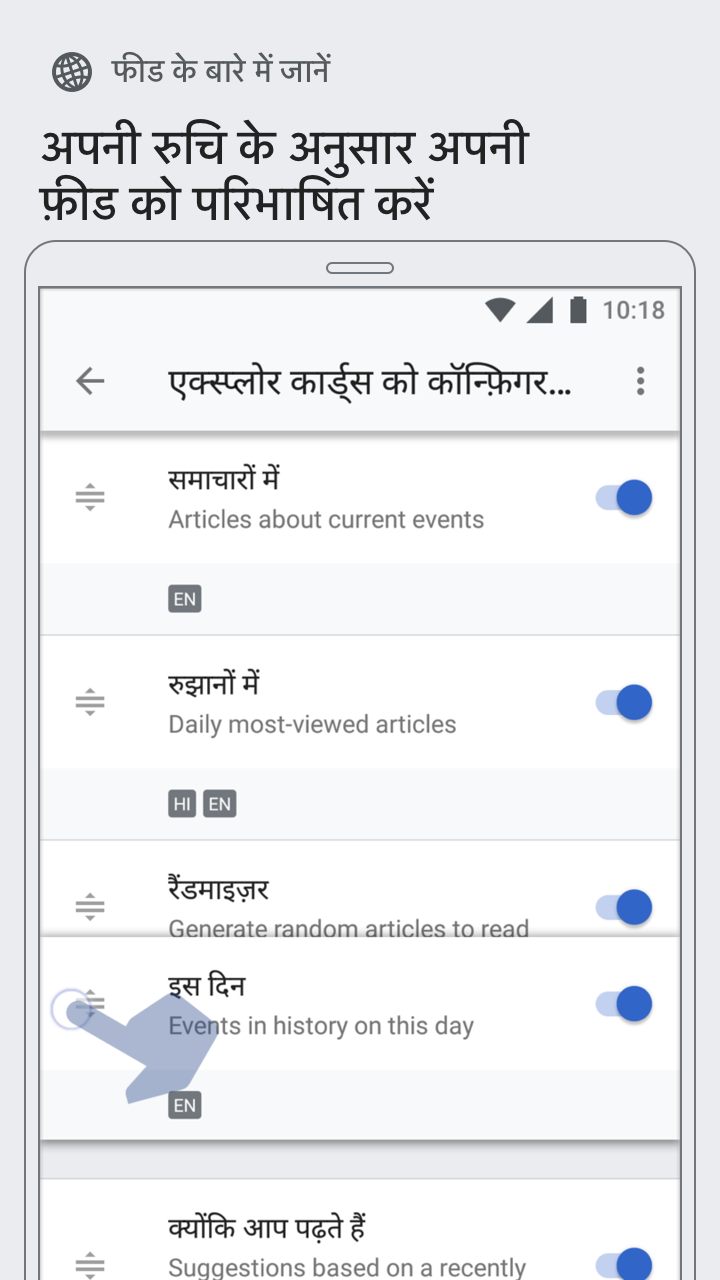 फीड के बारे में जानें
अपनी रुचि के अनुसार अपनी
फ़ीड को परिभाषित करें
10:18
एक्स्प्लोर कार्ड्स को कॉन्फ़िगर...
समाचारों में
Articles about current events
EN
रुझानों में
Daily most-viewed articles
HI EN
रैंडमाइज़र
Generate random articles to read
इस दिन
Events in history on this day
EN
क्योंकि आप पढ़ते हैं
Suggestions based on a recently